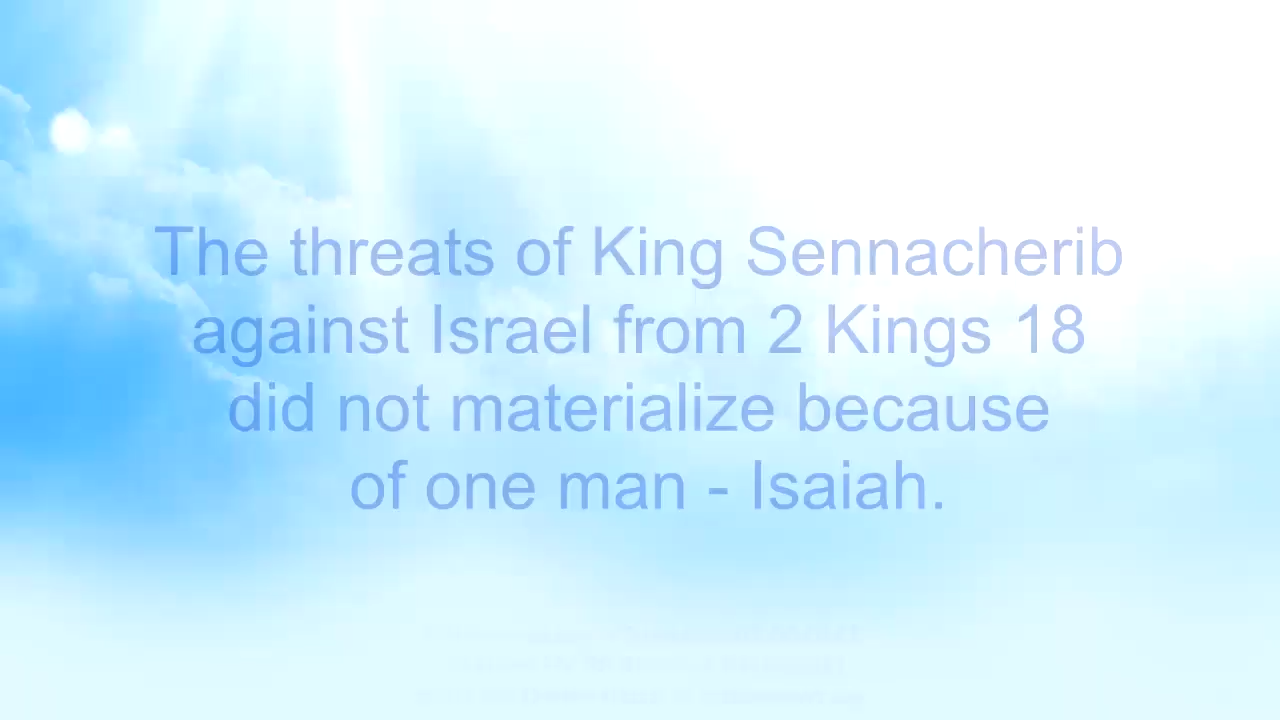 The threats of King Sennacherib
against Israel from 2 Kings 18
did not materialize because
of one man - Isaiah.